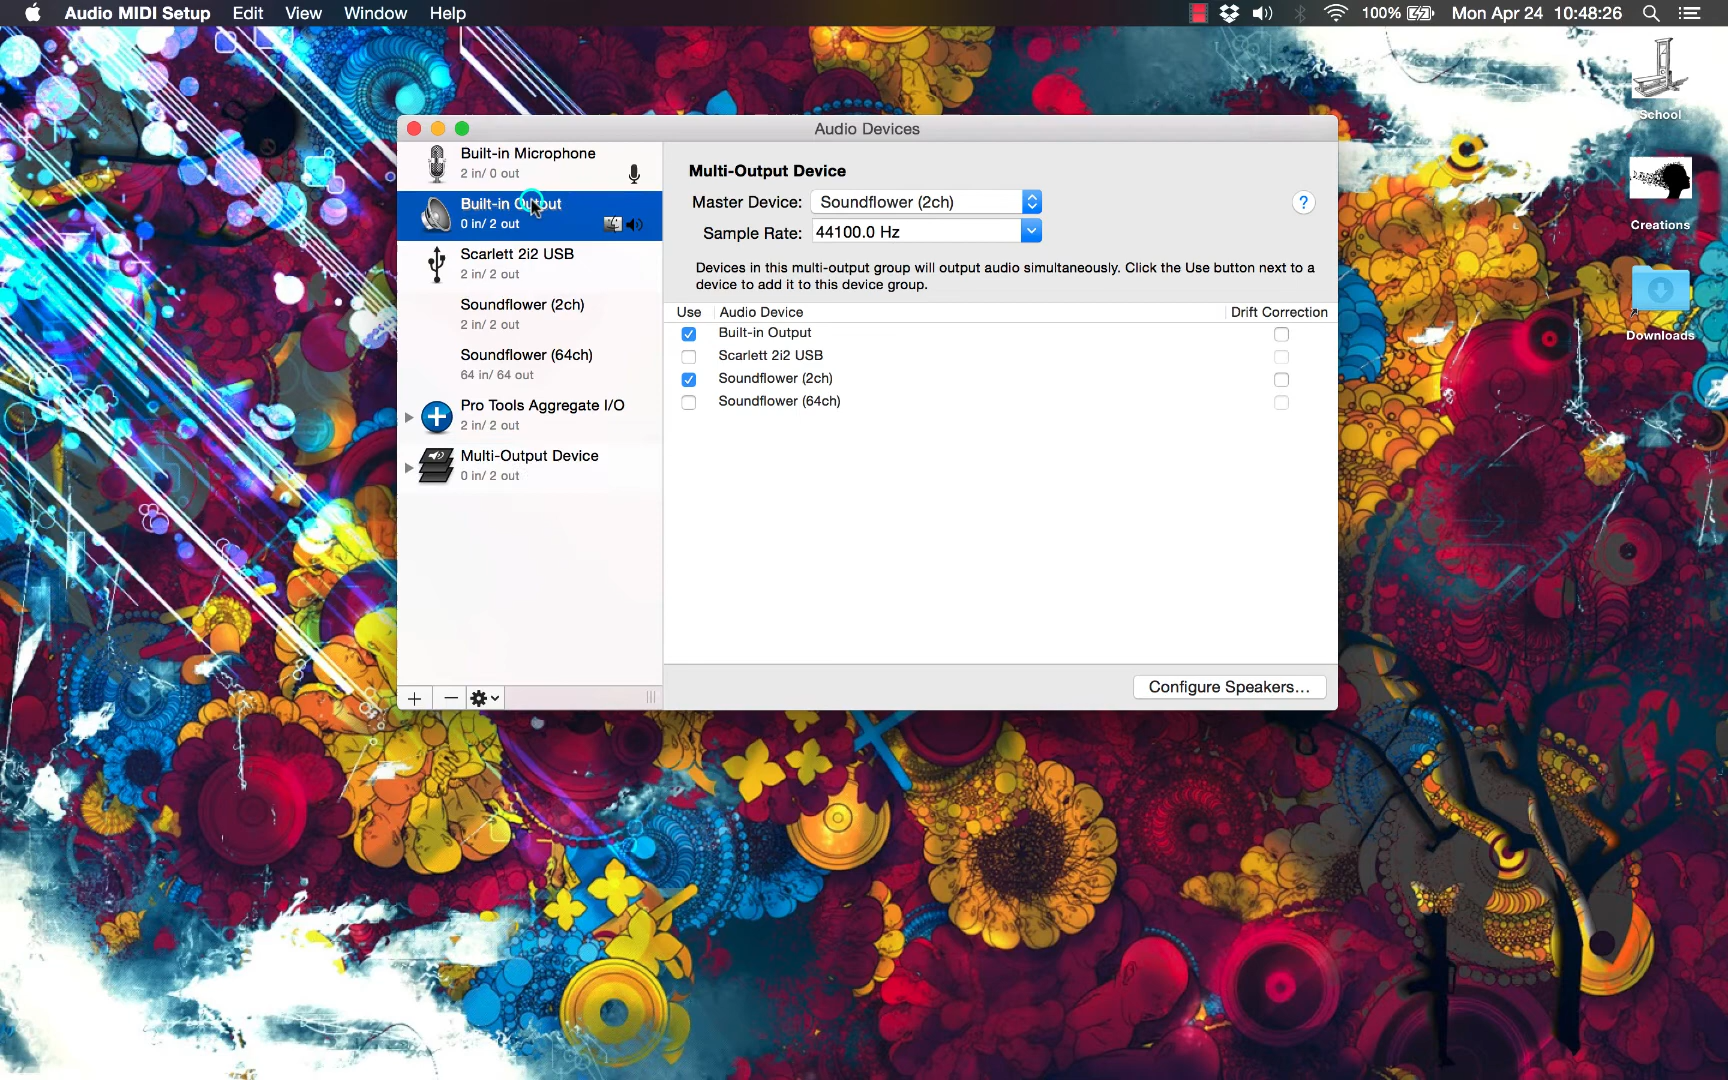 Audio MIDI Setup Edit View Window Help 100% Mon Apr 24 10:48:26
School
Creations
Downloads
Audio Devices
Built-in Microphone
2 in/ 0 out
Built-in Output
0 in/ 2 out
Scarlett 2i2 USB
2 in/ 2 out
Soundflower (2ch)
2 in/ 2 out
Soundflower (64ch)
64 in/ 64 out
Pro Tools Aggregate I/O
2 in/ 2 out
Multi-Output Device
0 in/ 2 out
Multi-Output Device
Master Device: Soundflower (2ch)
?
Sample Rate: 44100.0 Hz
Devices in this multi-output group will output audio simultaneously. Click the Use button next to a
device to add it to this device group.
Use Audio Device Drift Correction
Built-in Output
Scarlett 2i2 USB
Soundflower (2ch)
Soundflower (64ch)
Configure Speakers...